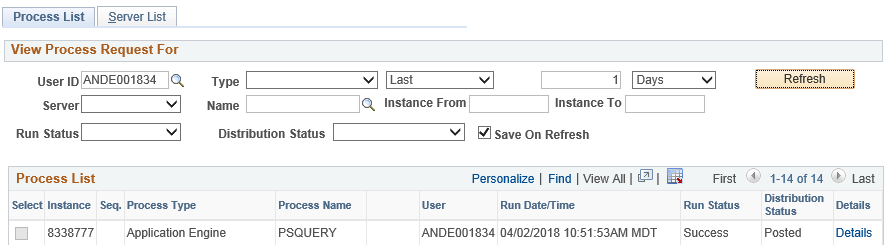 Process List Server List
View Process Request For
User ID ANDE001834 Type Last 1 Days Refresh
Server Name Instance From Instance To
Run Status Distribution Status Save On Refresh
Process List Personalize | Find | View All | | First 1-14 of 14 Last
Select Instance Seq. Process Type Process Name User Run Date/Time Run Status Distribution Status Details
8338777 Application Engine PSQUERY ANDE001834 04/02/2018 10:51:53AM MDT Success Posted Details